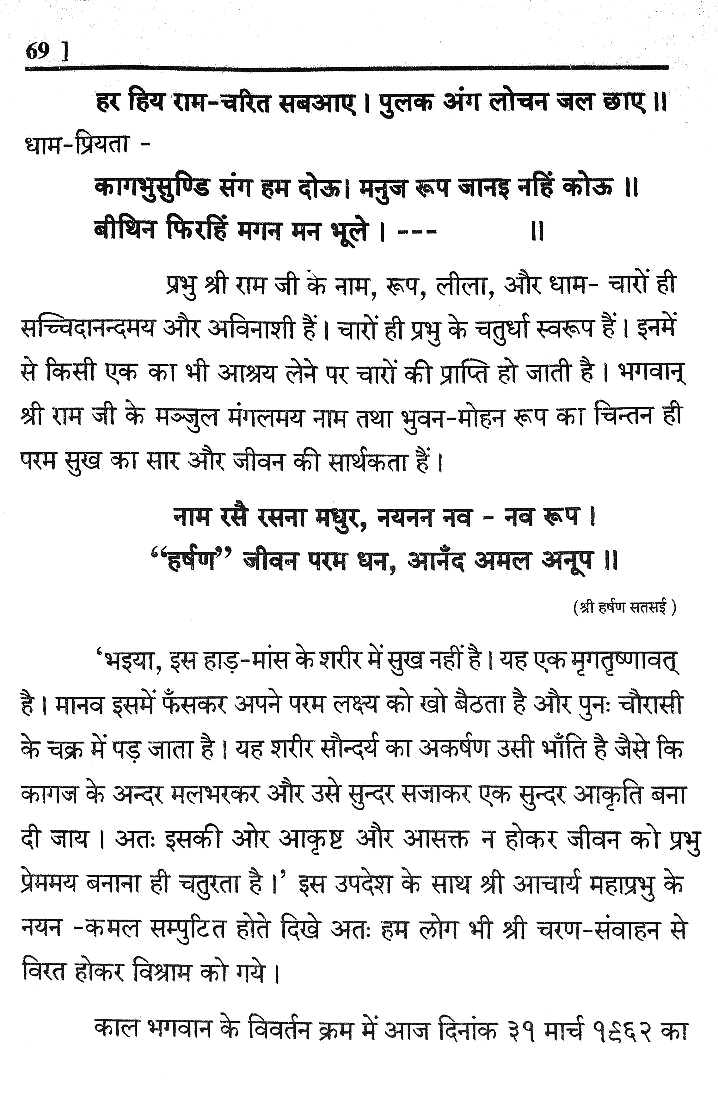 69 ]
हर हिय राम-चरित सबआए । पुलक अंग लोचन जल छाए ॥
धाम-प्रियता -
कागभुसुण्डि संग हम दोऊ। मनुज रूप जानइ नहिं कोऊ ॥
बीथिन फिरहिं मगन मन भूले । --- ॥
प्रभु श्री राम जी के नाम, रूप, लीला, और धाम- चारों ही
सच्चिदानन्दमय और अविनाशी हैं। चारों ही प्रभु के चतुर्धा स्वरूप हैं। इनमें
से किसी एक का भी आश्रय लेने पर चारों की प्राप्ति हो जाती है। भगवान्
श्री राम जी के मञ्जुल मंगलमय नाम तथा भुवन-मोहन रूप का चिन्तन ही
परम सुख का सार और जीवन की सार्थकता हैं।
नाम रसै रसना मधुर, नयनन नव - नव रूप ।
“हर्षण” जीवन परम धन, आनँद अमल अनूप ॥
(श्री हर्षण सतसई )
‘भइया, इस हाड़-मांस के शरीर में सुख नहीं है। यह एक मृगतृष्णावत्
है। मानव इसमें फँसकर अपने परम लक्ष्य को खो बैठता है और पुनः चौरासी
के चक्र में पड़ जाता है। यह शरीर सौन्दर्य का अकर्षण उसी भाँति है जैसे कि
कागज के अन्दर मलभरकर और उसे सुन्दर सजाकर एक सुन्दर आकृति बना
दी जाय । अतः इसकी ओर आकृष्ट और आसक्त न होकर जीवन को प्रभु
प्रेममय बनाना ही चतुरता है।’ इस उपदेश के साथ श्री आचार्य महाप्रभु के
नयन -कमल सम्पुटित होते दिखे अतः हम लोग भी श्री चरण-संवाहन से
विरत होकर विश्राम को गये।
काल भगवान के विवर्तन क्रम में आज दिनांक ३१ मार्च १९६२ का